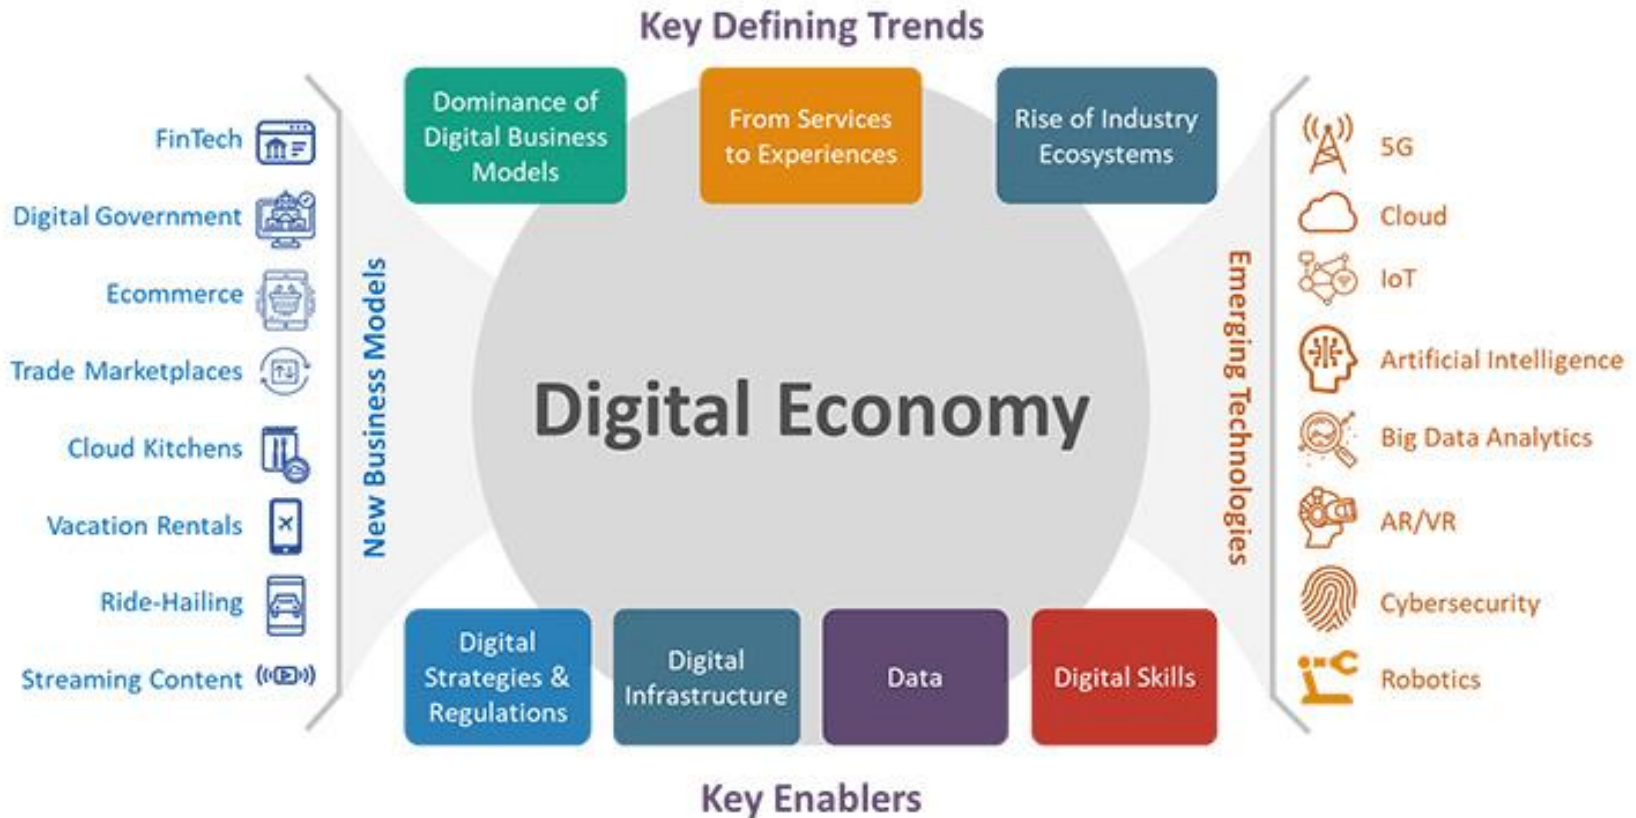 Key Defining Trends
Dominance of
Digital Business
Models
From Services
to Experiences
Rise of Industry
Ecosystems
FinTech
Digital Government
Ecommerce
Trade Marketplaces
Cloud Kitchens
Vacation Rentals
Ride-Hailing
Streaming Content
New Business Models
Digital Economy
Emerging Technologies
5G
Cloud
IoT
Artificial Intelligence
Big Data Analytics
AR/VR
Cybersecurity
Robotics
Digital
Strategies &
Regulations
Digital
Infrastructure
Data
Digital Skills
Key Enablers